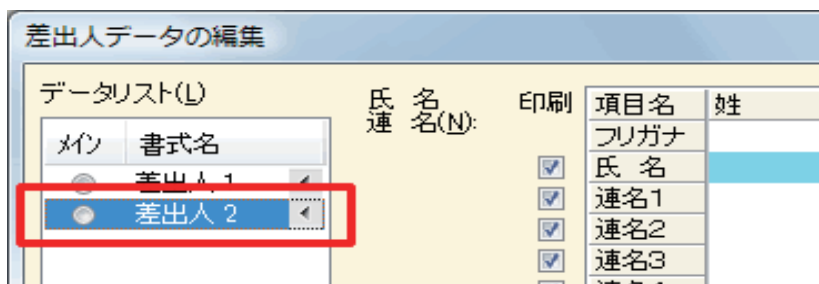 差出人データの編集
データリスト(L)
メイン 書式名
差出人 1
差出人 2
氏 名
連 名(N):
印刷
項目名 姓
フリガナ
氏 名
連名1
連名2
連名3